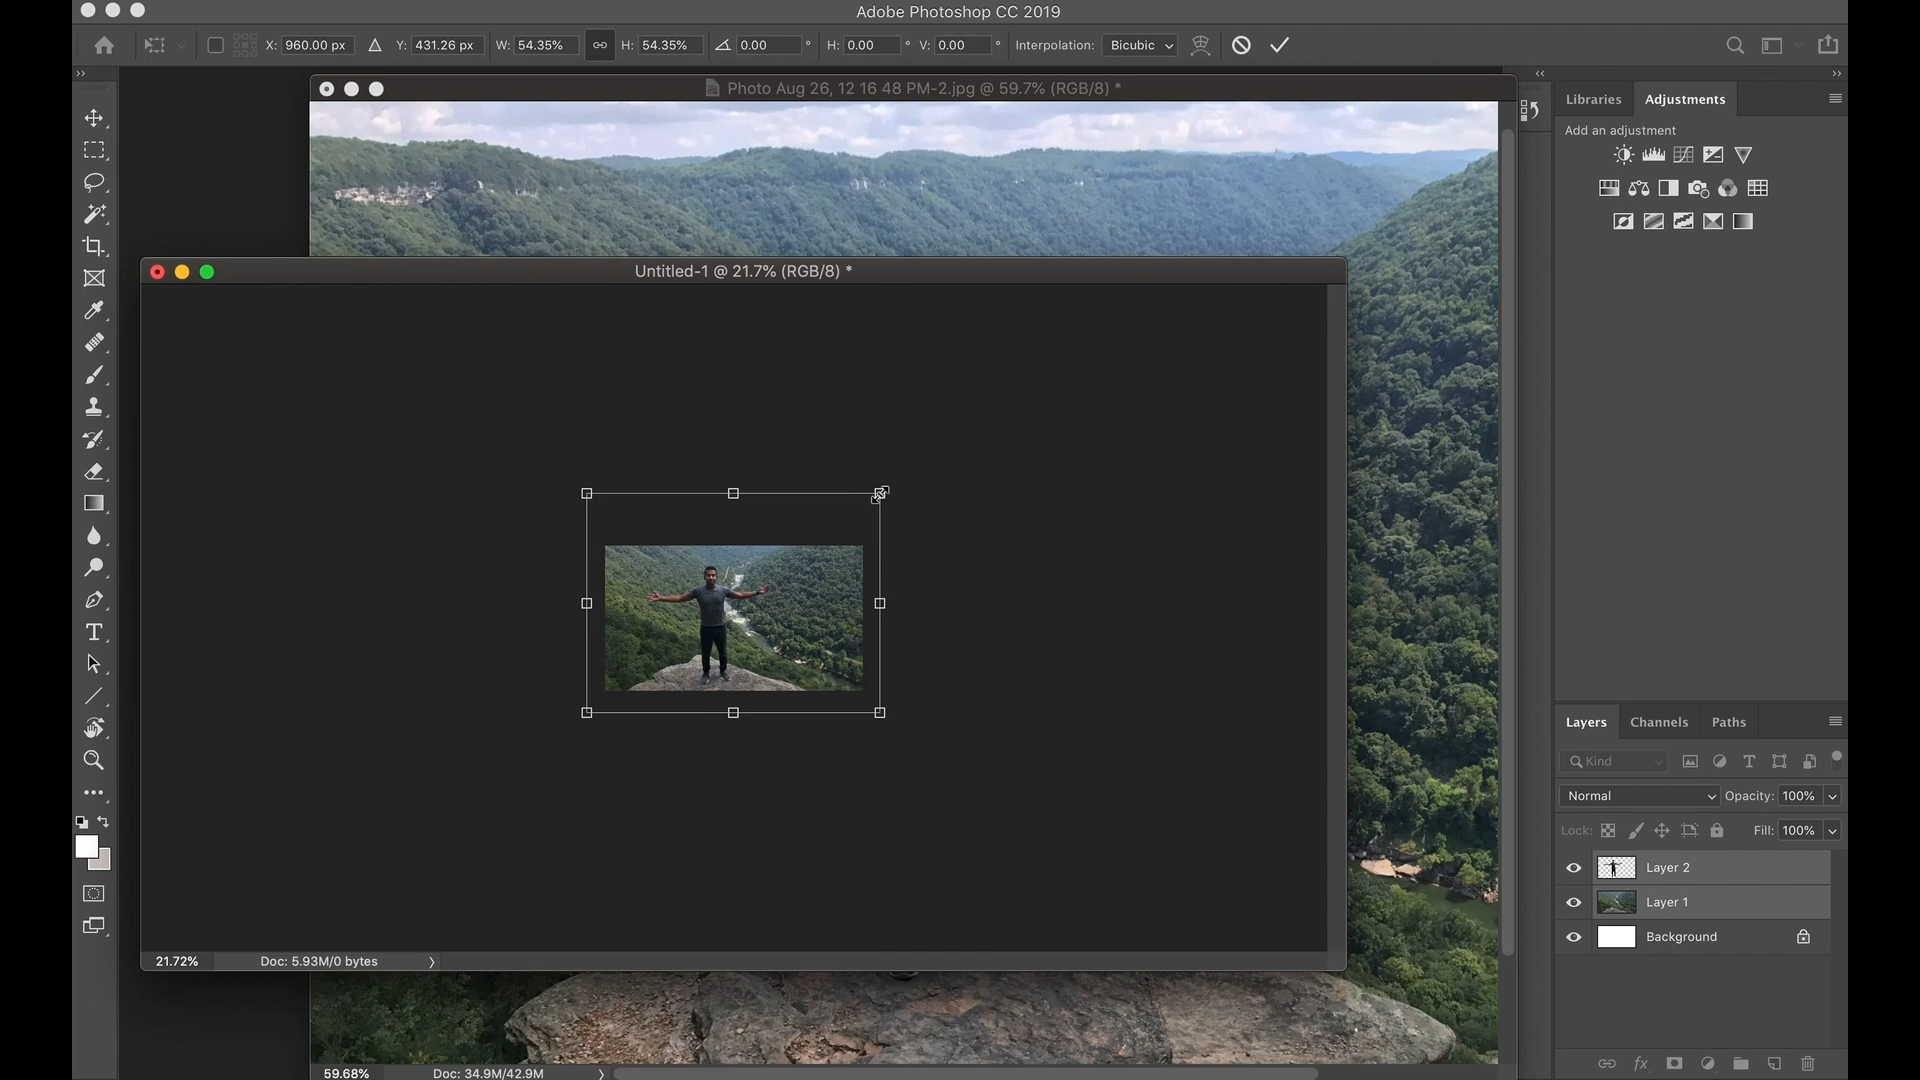 Adobe Photoshop CC 2019
X: 960.00 px Y: 431.26 px W: 54.35% H: 54.35% 0.00 ° H: 0.00 ° V: 0.00 ° Interpolation: Bicubic
Photo Aug 26, 12 16 48 PM-2.jpg @ 59.7% (RGB/8) *
Libraries Adjustments
Add an adjustment
Untitled-1 @ 21.7% (RGB/8) *
Layers Channels Paths
Kind
Normal Opacity: 100%
Lock: Fill: 100%
Layer 2
Layer 1
Background
21.72% Doc: 5.93M/0 bytes
59.68% Doc: 34.9M/42.9M